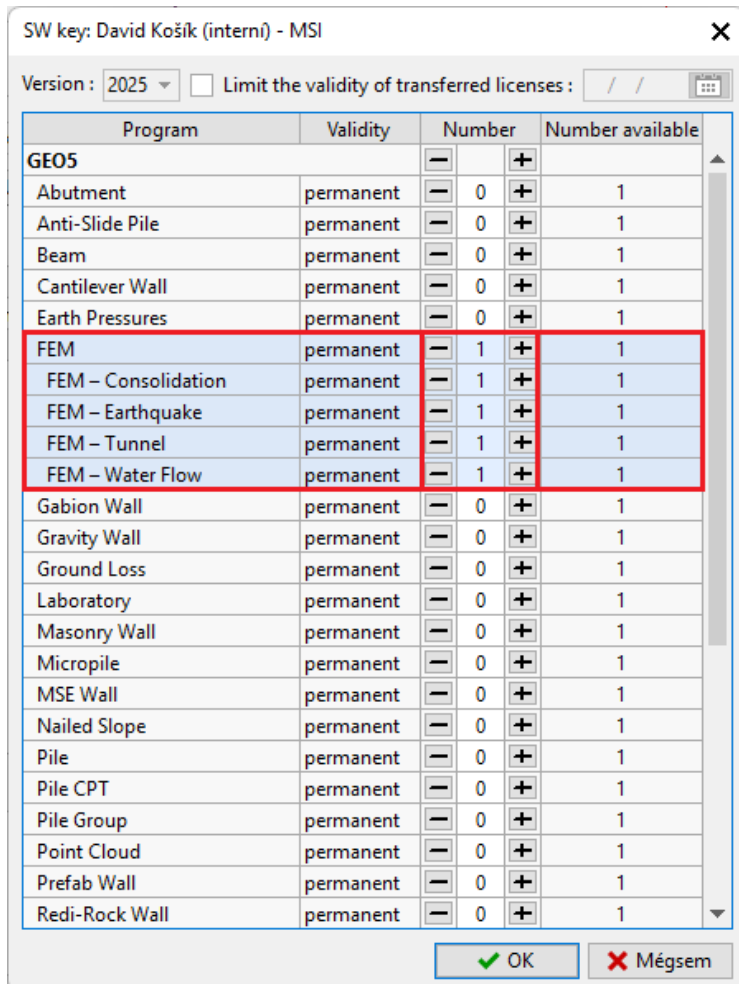 SW key: David Košík (interní) - MSI
Version : 2025 Limit the validity of transferred licenses : / /
Program Validity Number Number available
GEO5
Abutment permanent 0 1
Anti-Slide Pile permanent 0 1
Beam permanent 0 1
Cantilever Wall permanent 0 1
Earth Pressures permanent 0 1
FEM permanent 1 1
FEM – Consolidation permanent 1 1
FEM – Earthquake permanent 1 1
FEM – Tunnel permanent 1 1
FEM – Water Flow permanent 1 1
Gabion Wall permanent 0 1
Gravity Wall permanent 0 1
Ground Loss permanent 0 1
Laboratory permanent 0 1
Masonry Wall permanent 0 1
Micropile permanent 0 1
MSE Wall permanent 0 1
Nailed Slope permanent 0 1
Pile permanent 0 1
Pile CPT permanent 0 1
Pile Group permanent 0 1
Point Cloud permanent 0 1
Prefab Wall permanent 0 1
Redi-Rock Wall permanent 0 1
OK Mégsem